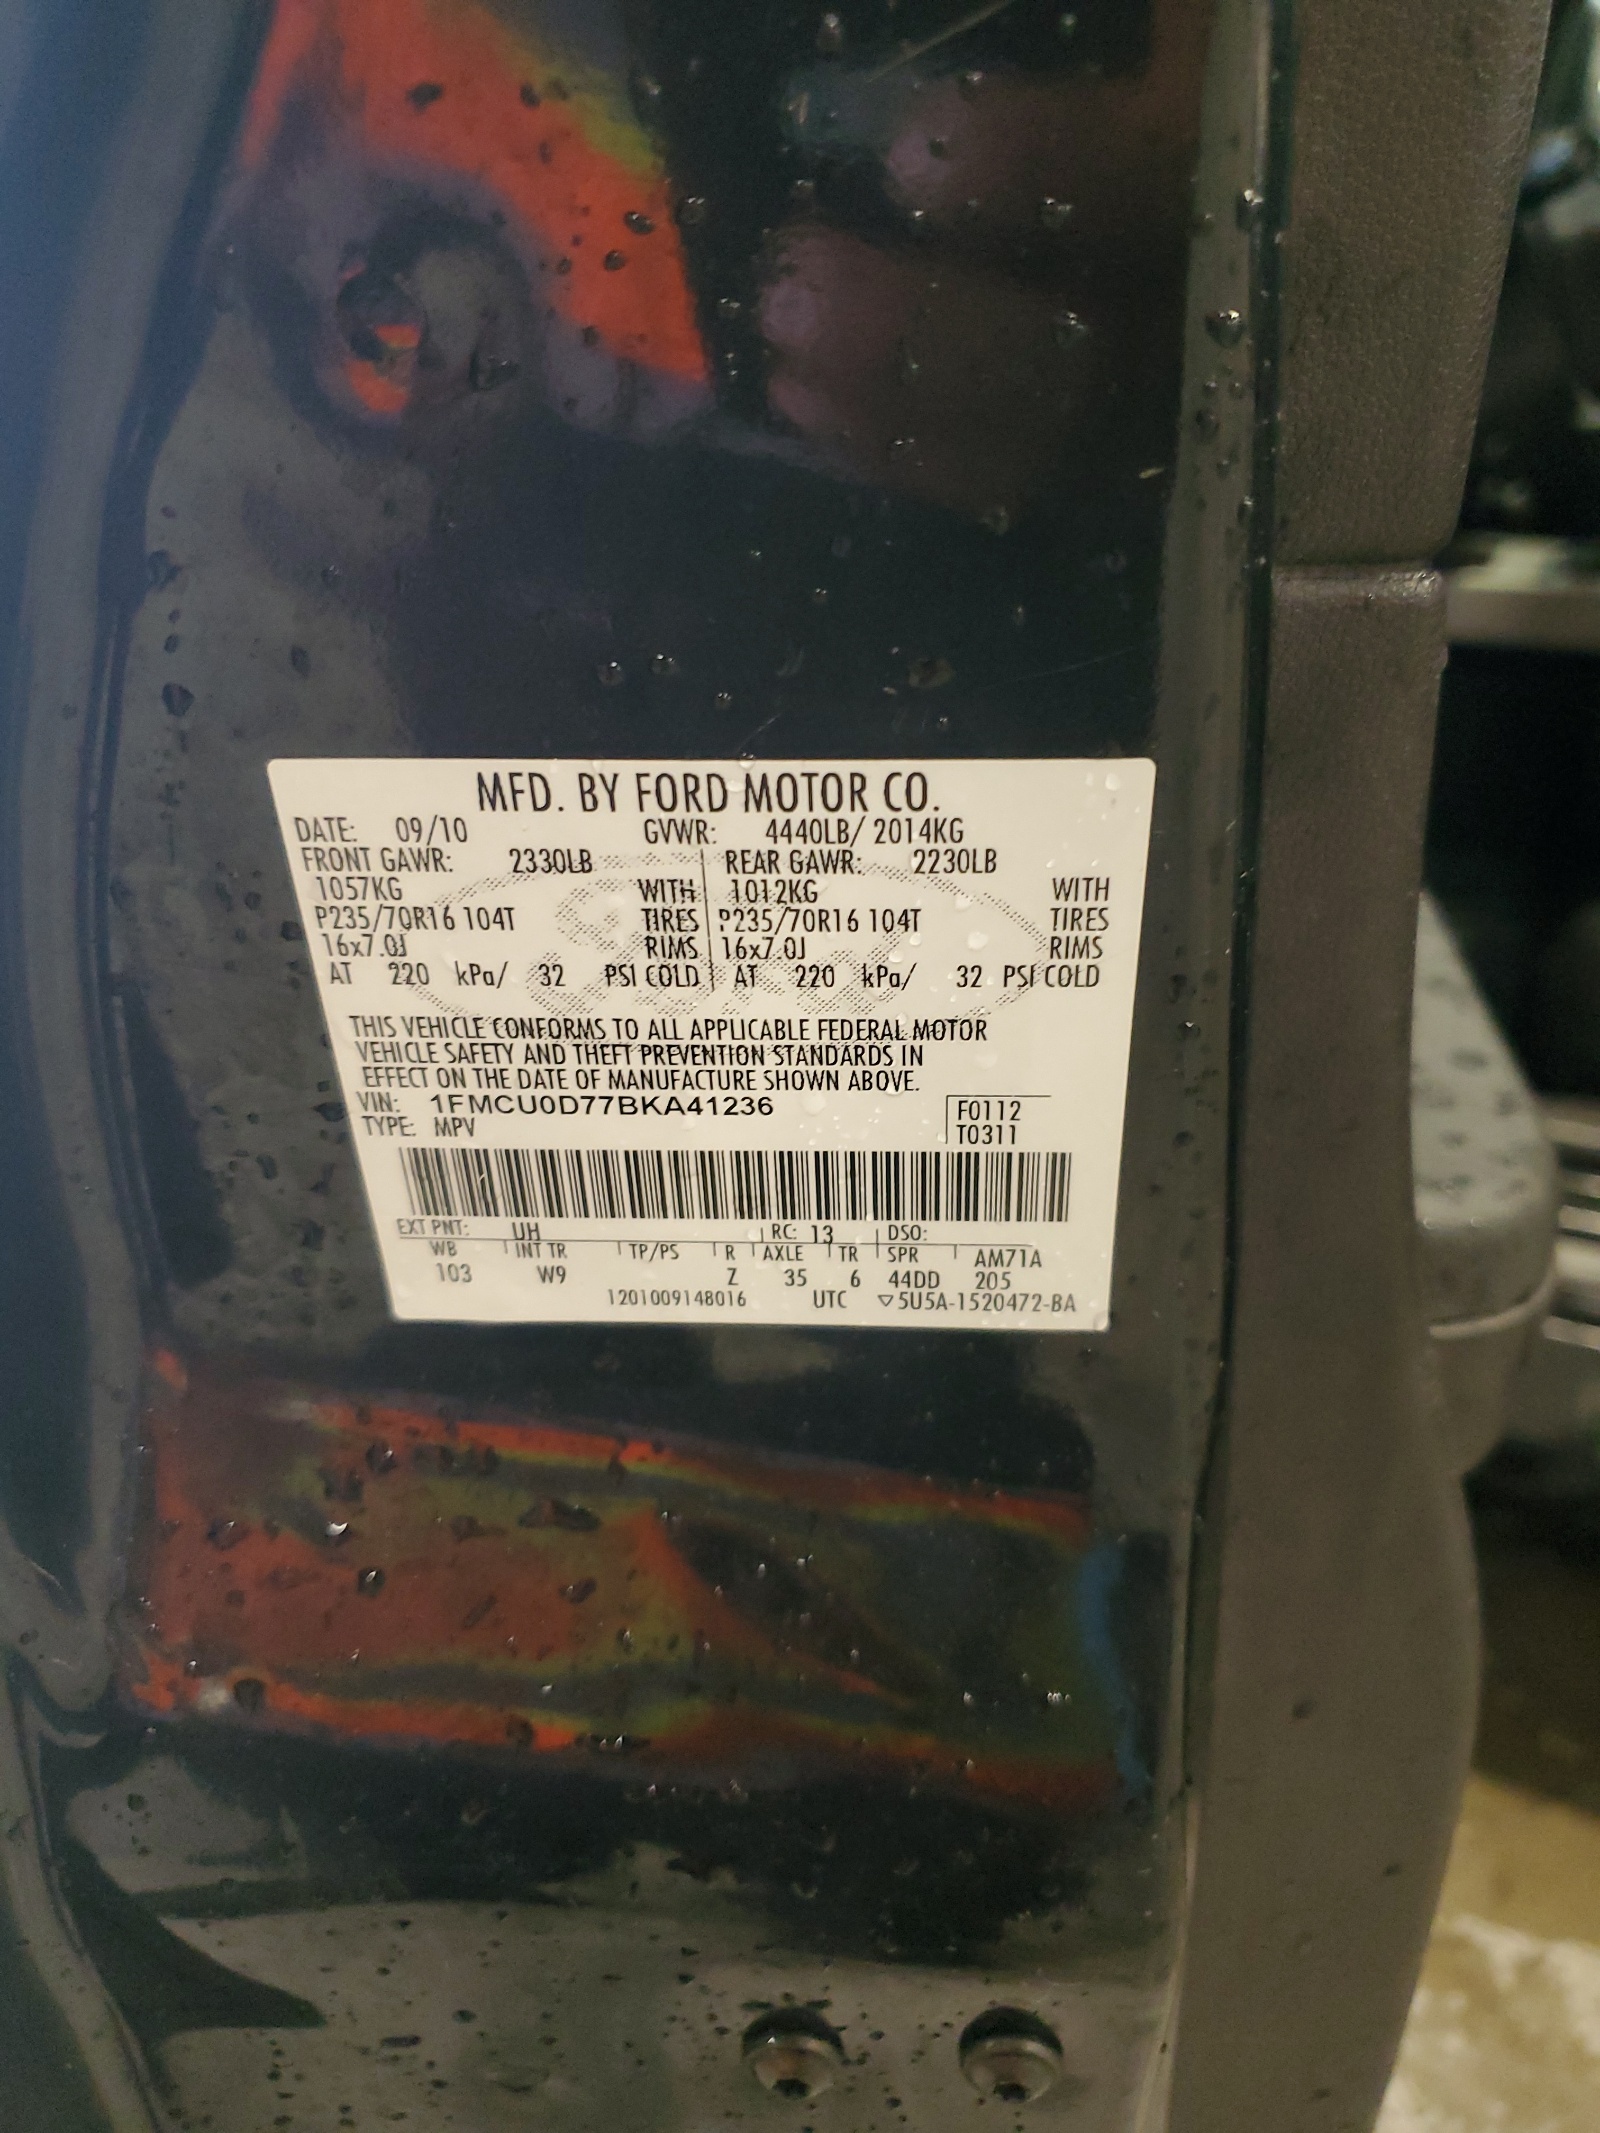 MFD. BY FORD MOTOR CO.
DATE: 09/10 GVWR: 4440LB/ 2014KG
FRONT GAWR: 2330LB REAR GAWR: 2230LB
1057KG WITH 1012KG WITH
P235/70R16 104T TIRES P235/70R16 104T TIRES
16x7.0J RIMS 16x7.0J RIMS
AT 220 kPa/ 32 PSI COLD AT 220 kPa/ 32 PSI COLD
THIS VEHICLE CONFORMS TO ALL APPLICABLE FEDERAL MOTOR
VEHICLE SAFETY AND THEFT PREVENTION STANDARDS IN
EFFECT ON THE DATE OF MANUFACTURE SHOWN ABOVE.
VIN: 1FMCU0D77BKA41236 F0112
TYPE: MPV T0311
EXT PNT: UH RC: 13 DSO:
WB INT TR TP/PS R AXLE TR SPR AM71A
103 W9 Z 35 6 44DD 205
1201009148016 UTC ▽5U5A-1520472-BA